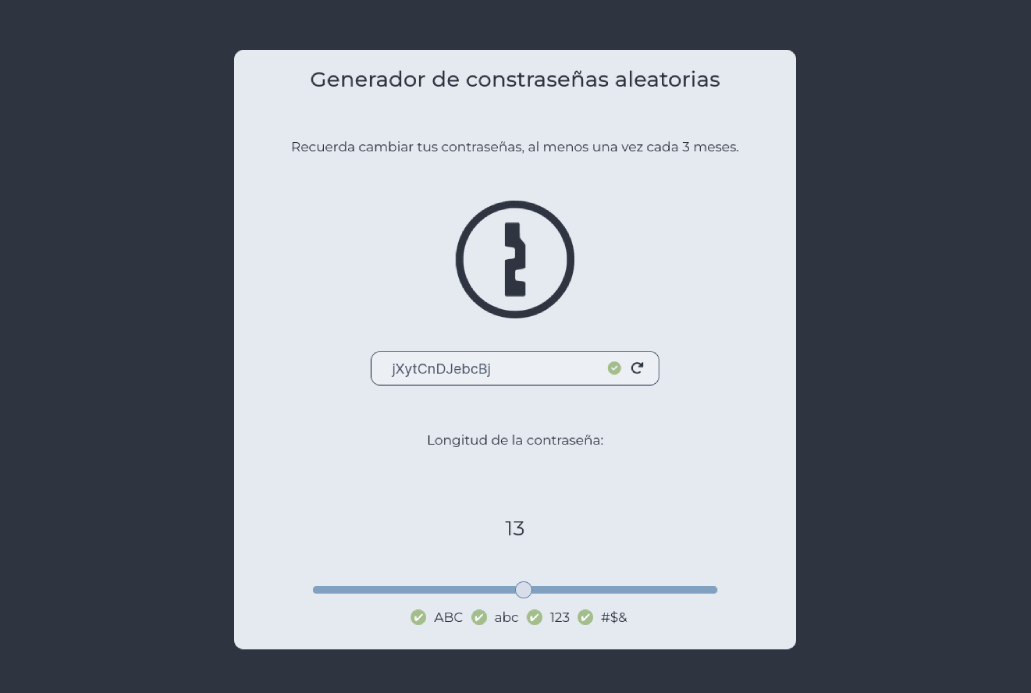 Generador de constraseñas aleatorias
Recuerda cambiar tus contraseñas, al menos una vez cada 3 meses.
jXytCnDJebcBj
Longitud de la contraseña:
13
ABC abc 123 #$&